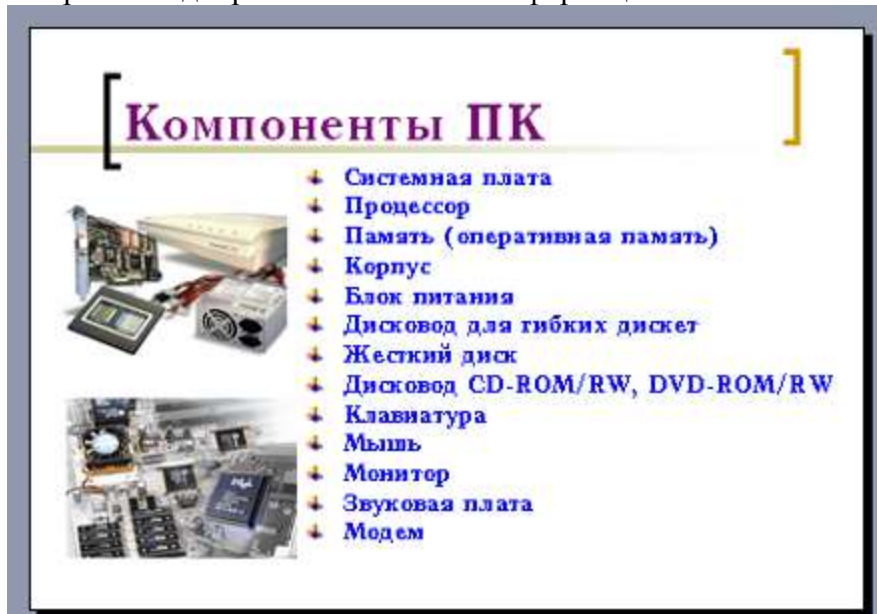 Компоненты ПК
Системная плата
Процессор
Память (оперативная память)
Корпус
Блок питания
Дисковод для гибких дискет
Жесткий диск
Дисковод CD-ROM/RW, DVD-ROM/RW
Клавиатура
Мышь
Монитор
Звуковая плата
Модем